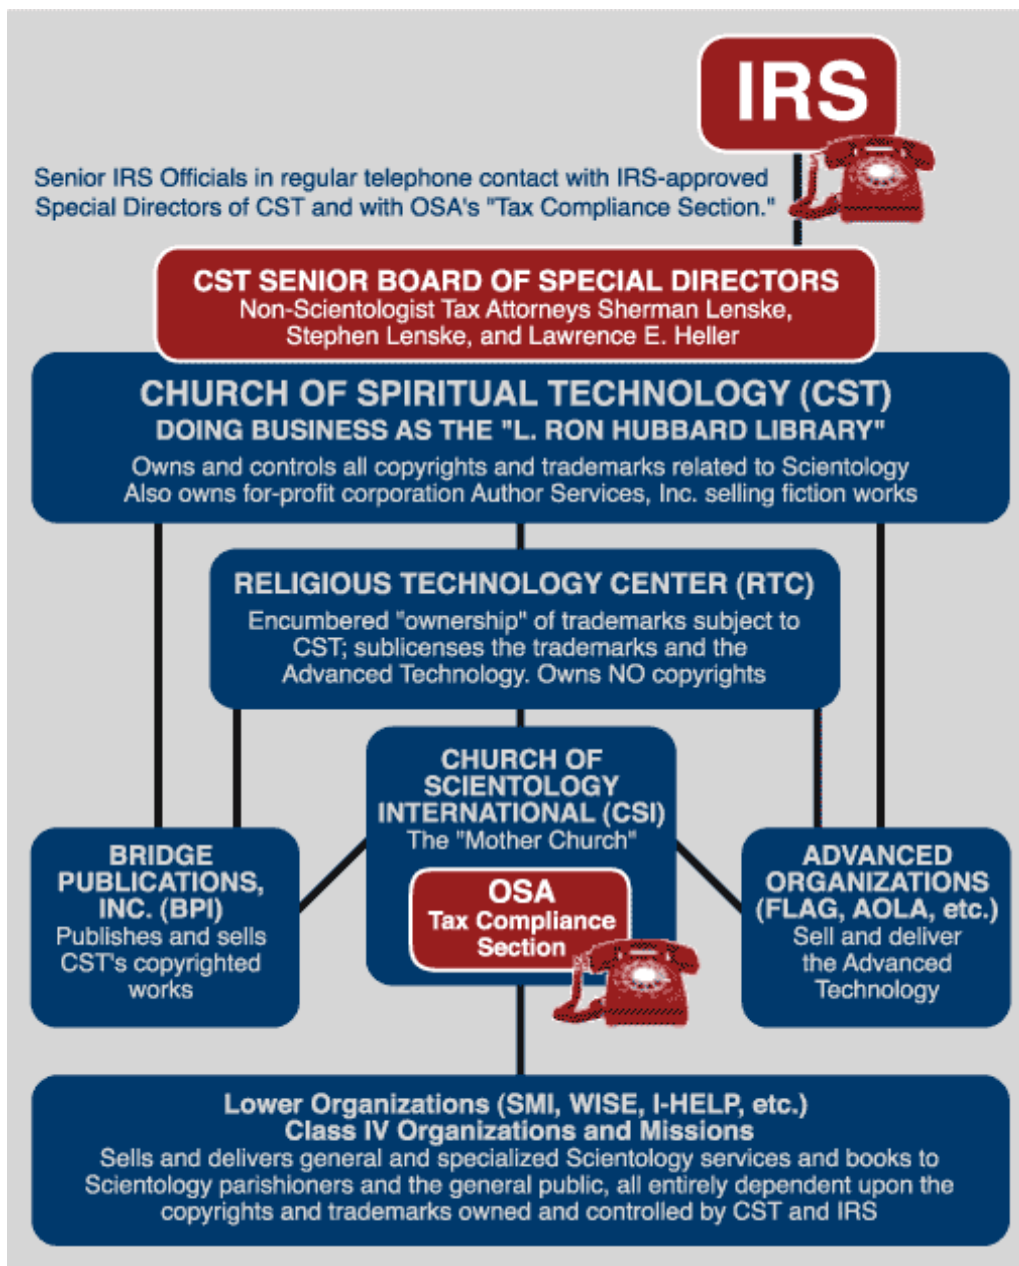 IRS
Senior IRS Officials in regular telephone contact with IRS-approved
Special Directors of CST and with OSA's "Tax Compliance Section."
CST SENIOR BOARD OF SPECIAL DIRECTORS
Non-Scientologist Tax Attorneys Sherman Lenske,
Stephen Lenske, and Lawrence E. Heller
CHURCH OF SPIRITUAL TECHNOLOGY (CST)
DOING BUSINESS AS THE "L. RON HUBBARD LIBRARY"
Owns and controls all copyrights and trademarks related to Scientology
Also owns for-profit corporation Author Services, Inc. selling fiction works
RELIGIOUS TECHNOLOGY CENTER (RTC)
Encumbered "ownership" of trademarks subject to
CST; sublicenses the trademarks and the
Advanced Technology. Owns NO copyrights
CHURCH OF
SCIENTOLOGY
INTERNATIONAL (CSI)
The "Mother Church"
OSA
Tax Compliance
Section
BRIDGE
PUBLICATIONS,
INC. (BPI)
Publishes and sells
CST's copyrighted
works
ADVANCED
ORGANIZATIONS
(FLAG, AOLA, etc.)
Sell and deliver
the Advanced
Technology
Lower Organizations (SMI, WISE, I-HELP, etc.)
Class IV Organizations and Missions
Sells and delivers general and specialized Scientology services and books to
Scientology parishioners and the general public, all entirely dependent upon the
copyrights and trademarks owned and controlled by CST and IRS